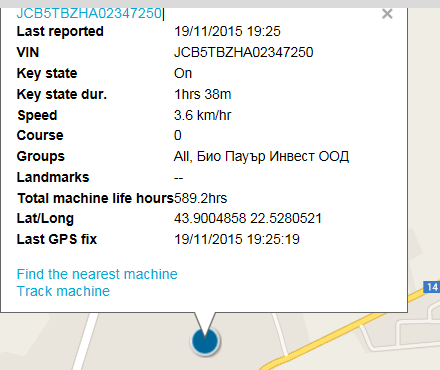 JCB5TBZHA02347250
Last reported 19/11/2015 19:25
VIN JCB5TBZHA02347250
Key state On
Key state dur. 1hrs 38m
Speed 3.6 km/hr
Course 0
Groups All, Био Пауър Инвест ООД
Landmarks --
Total machine life hours 589.2hrs
Lat/Long 43.9004858 22.5280521
Last GPS fix 19/11/2015 19:25:19
Find the nearest machine
Track machine
14